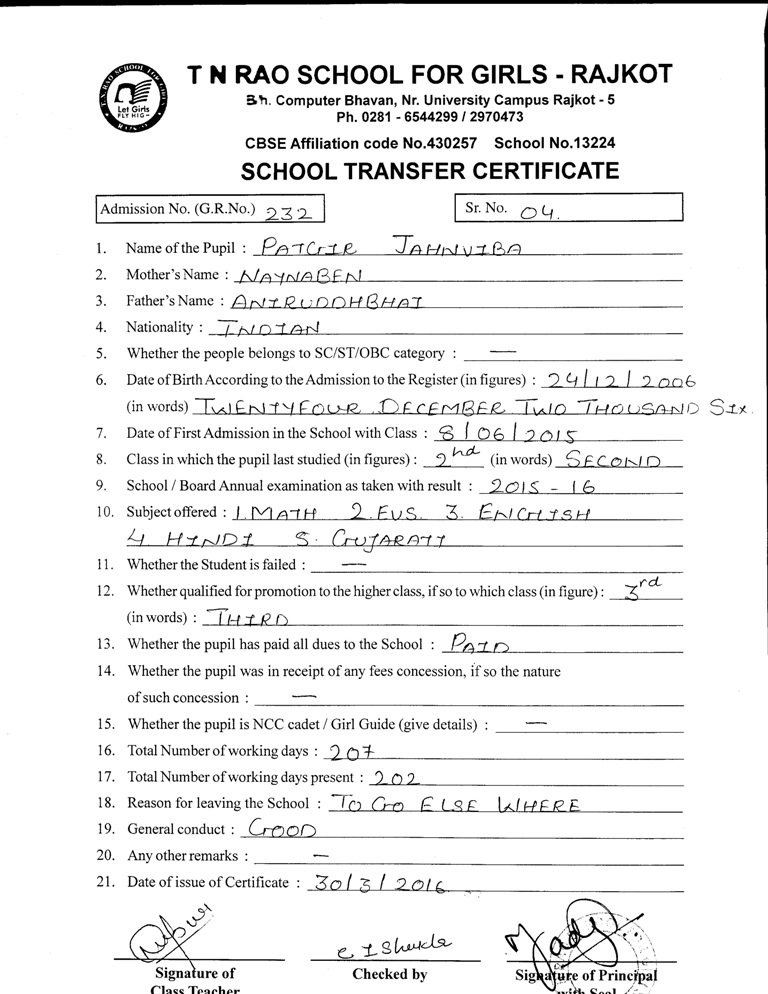 T N RAO SCHOOL FOR GIRLS - RAJKOT
Bh. Computer Bhavan, Nr. University Campus Rajkot - 5
Ph. 0281 - 6544299 / 2970473
CBSE Affiliation code No.430257 School No.13224
SCHOOL TRANSFER CERTIFICATE
T. N. RAO SCHOOL FOR GIRLS
Let Girls
FLY HIGH
RAJKOT
Admission No. (G.R.No.) 232
Sr. No. 04.
1. Name of the Pupil : PATGIR JAHNVIBA
2. Mother's Name : NAYNABEN
3. Father's Name : ANIRUDDHBHAI
4. Nationality : INDIAN
5. Whether the people belongs to SC/ST/OBC category : —
6. Date of Birth According to the Admission to the Register (in figures) : 24/12/2006
(in words) TWENTYFOUR DECEMBER TWO THOUSAND SIX.
7. Date of First Admission in the School with Class : 8/06/2015
8. Class in which the pupil last studied (in figures) : 2nd (in words) SECOND
9. School / Board Annual examination as taken with result : 2015 - 16
10. Subject offered : 1. MATH 2. EVS. 3. ENGLISH
4 HINDI 5. GUJARATI
11. Whether the Student is failed : —
12. Whether qualified for promotion to the higher class, if so to which class (in figure) : 3rd
(in words) : THIRD
13. Whether the pupil has paid all dues to the School : PAID
14. Whether the pupil was in receipt of any fees concession, if so the nature
of such concession : —
15. Whether the pupil is NCC cadet / Girl Guide (give details) : —
16. Total Number of working days : 207
17. Total Number of working days present : 202
18. Reason for leaving the School : TO GO ELSE WHERE
19. General conduct : GOOD
20. Any other remarks : —
21. Date of issue of Certificate : 30/3/2016
Signature of
Class Teacher
Checked by
Signature of Principal
with Seal